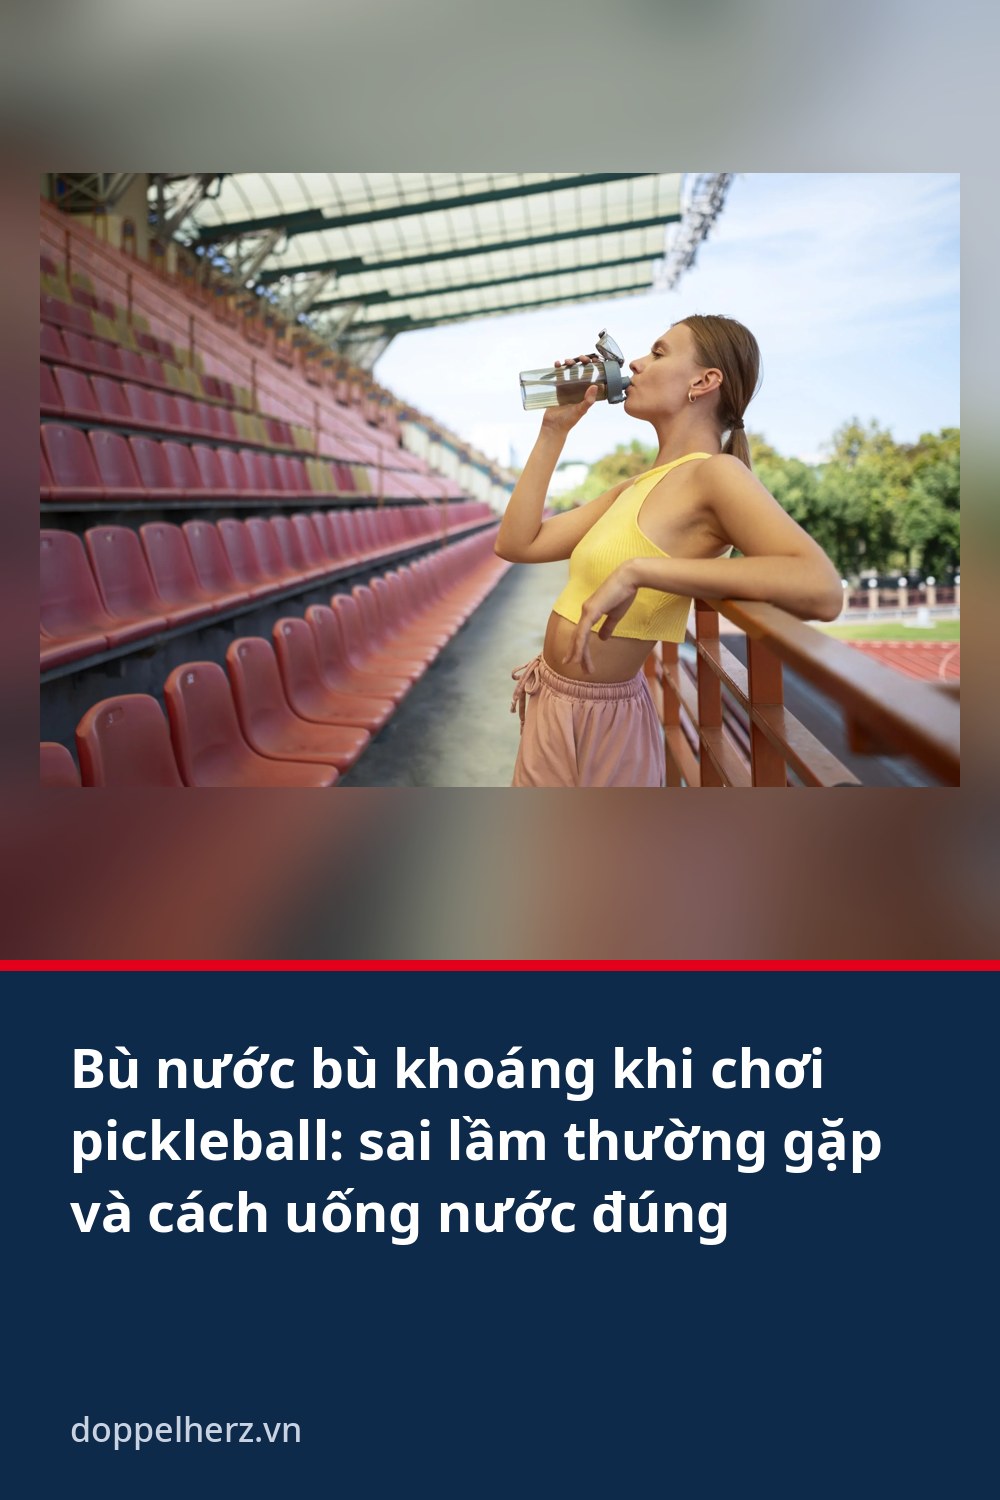 Bù nước bù khoáng khi chơi
pickleball: sai lầm thường gặp
và cách uống nước đúng
doppelherz.vn